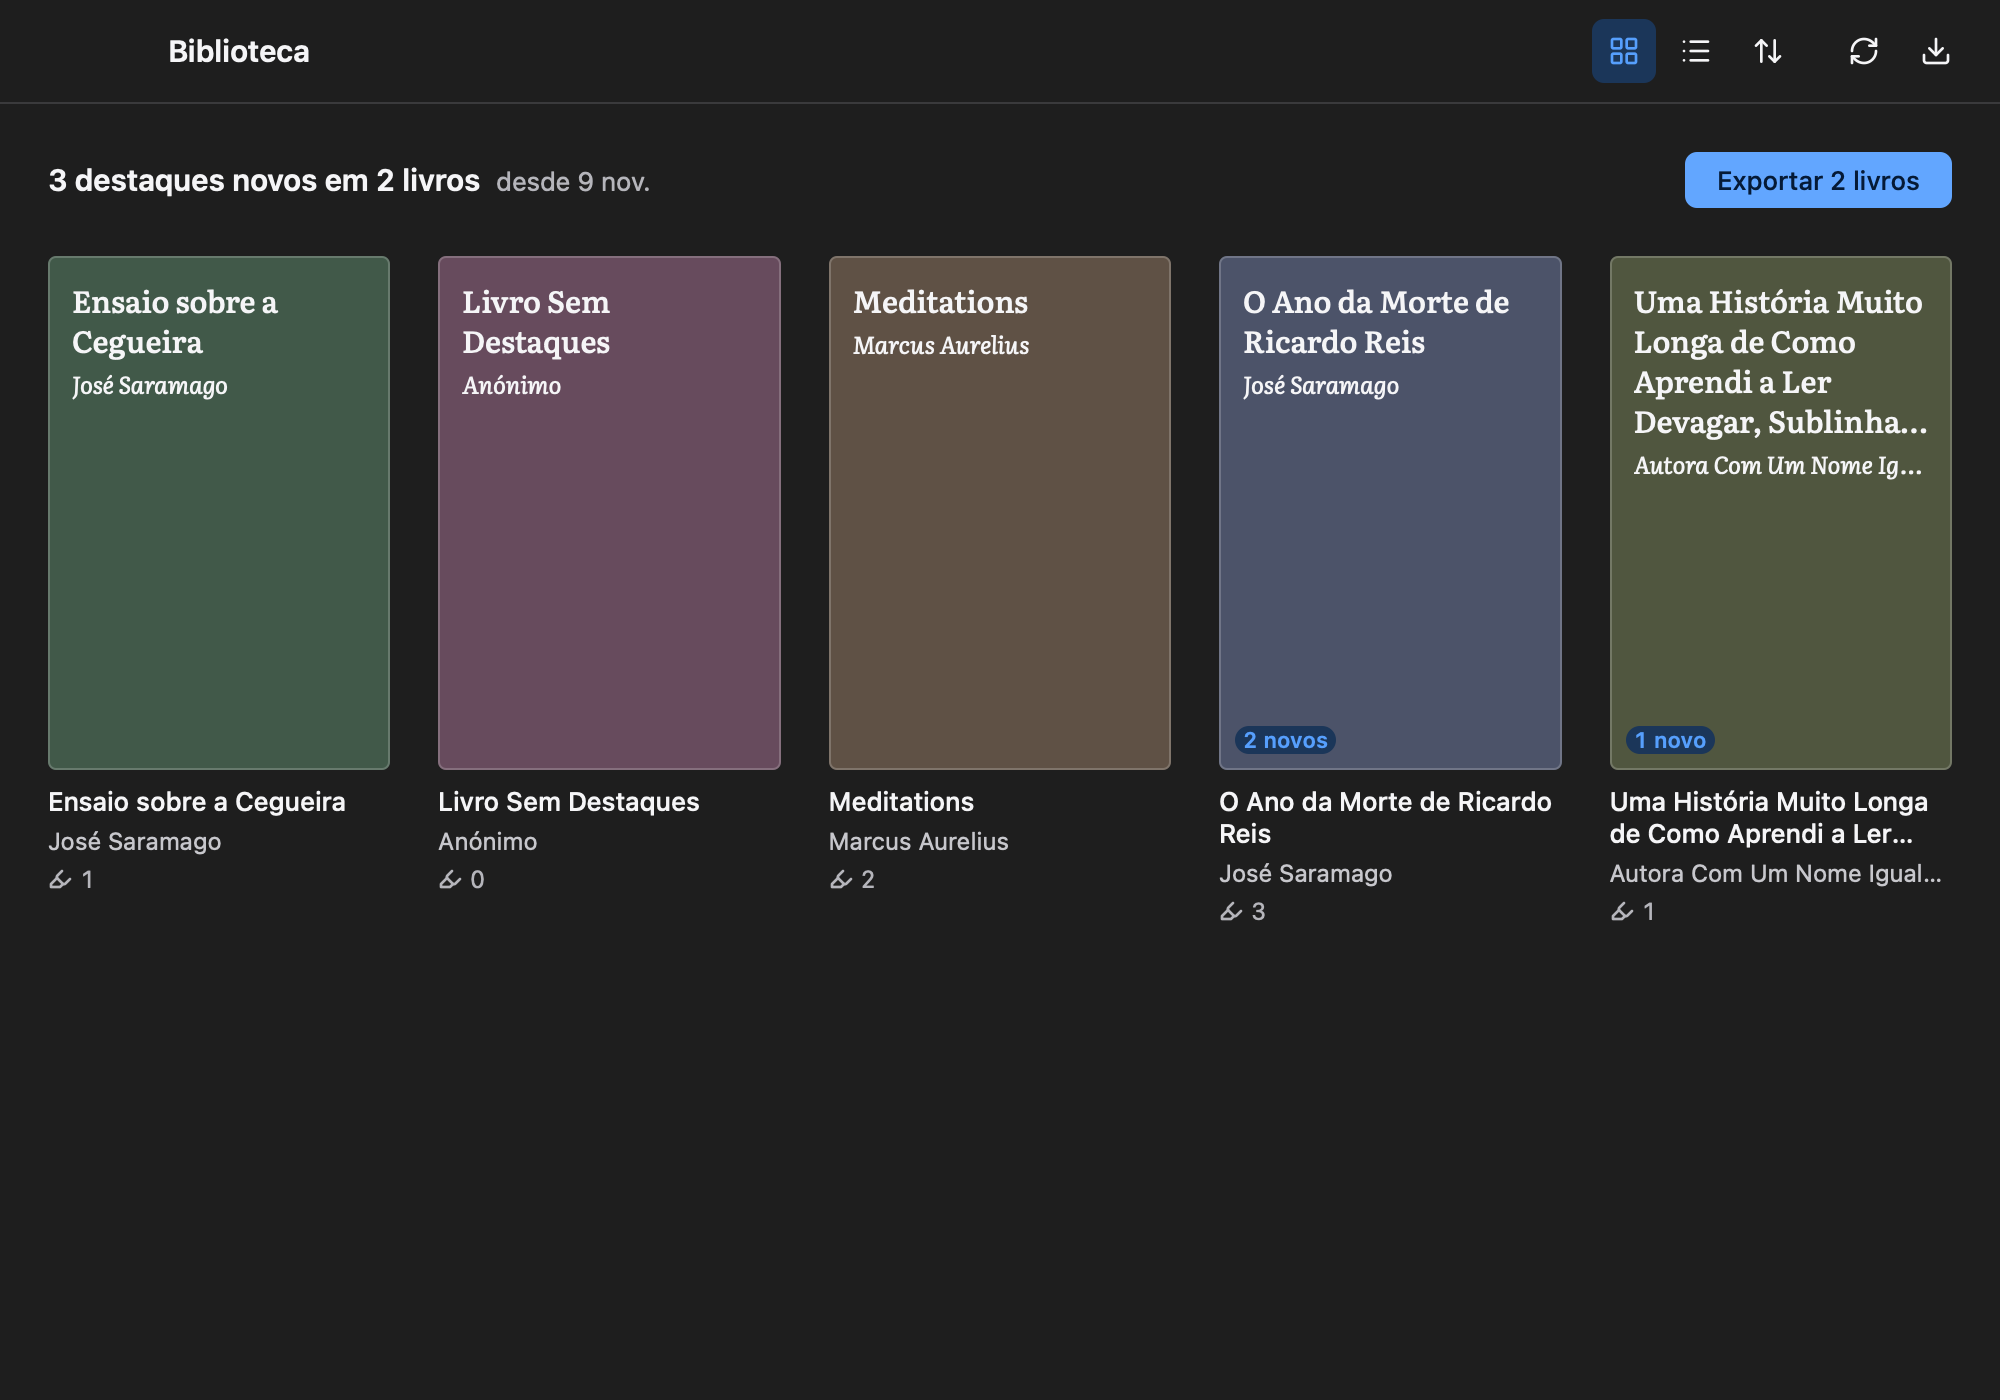 Biblioteca
3 destaques novos em 2 livros desde 9 nov.
Exportar 2 livros
Ensaio sobre a
Cegueira
José Saramago
Livro Sem
Destaques
Anónimo
Meditations
Marcus Aurelius
O Ano da Morte de
Ricardo Reis
José Saramago
2 novos
Uma História Muito
Longa de Como
Aprendi a Ler
Devagar, Sublinha...
Autora Com Um Nome Ig...
1 novo
Ensaio sobre a Cegueira
José Saramago
1
Livro Sem Destaques
Anónimo
0
Meditations
Marcus Aurelius
2
O Ano da Morte de Ricardo
Reis
José Saramago
3
Uma História Muito Longa
de Como Aprendi a Ler...
Autora Com Um Nome Igual...
1